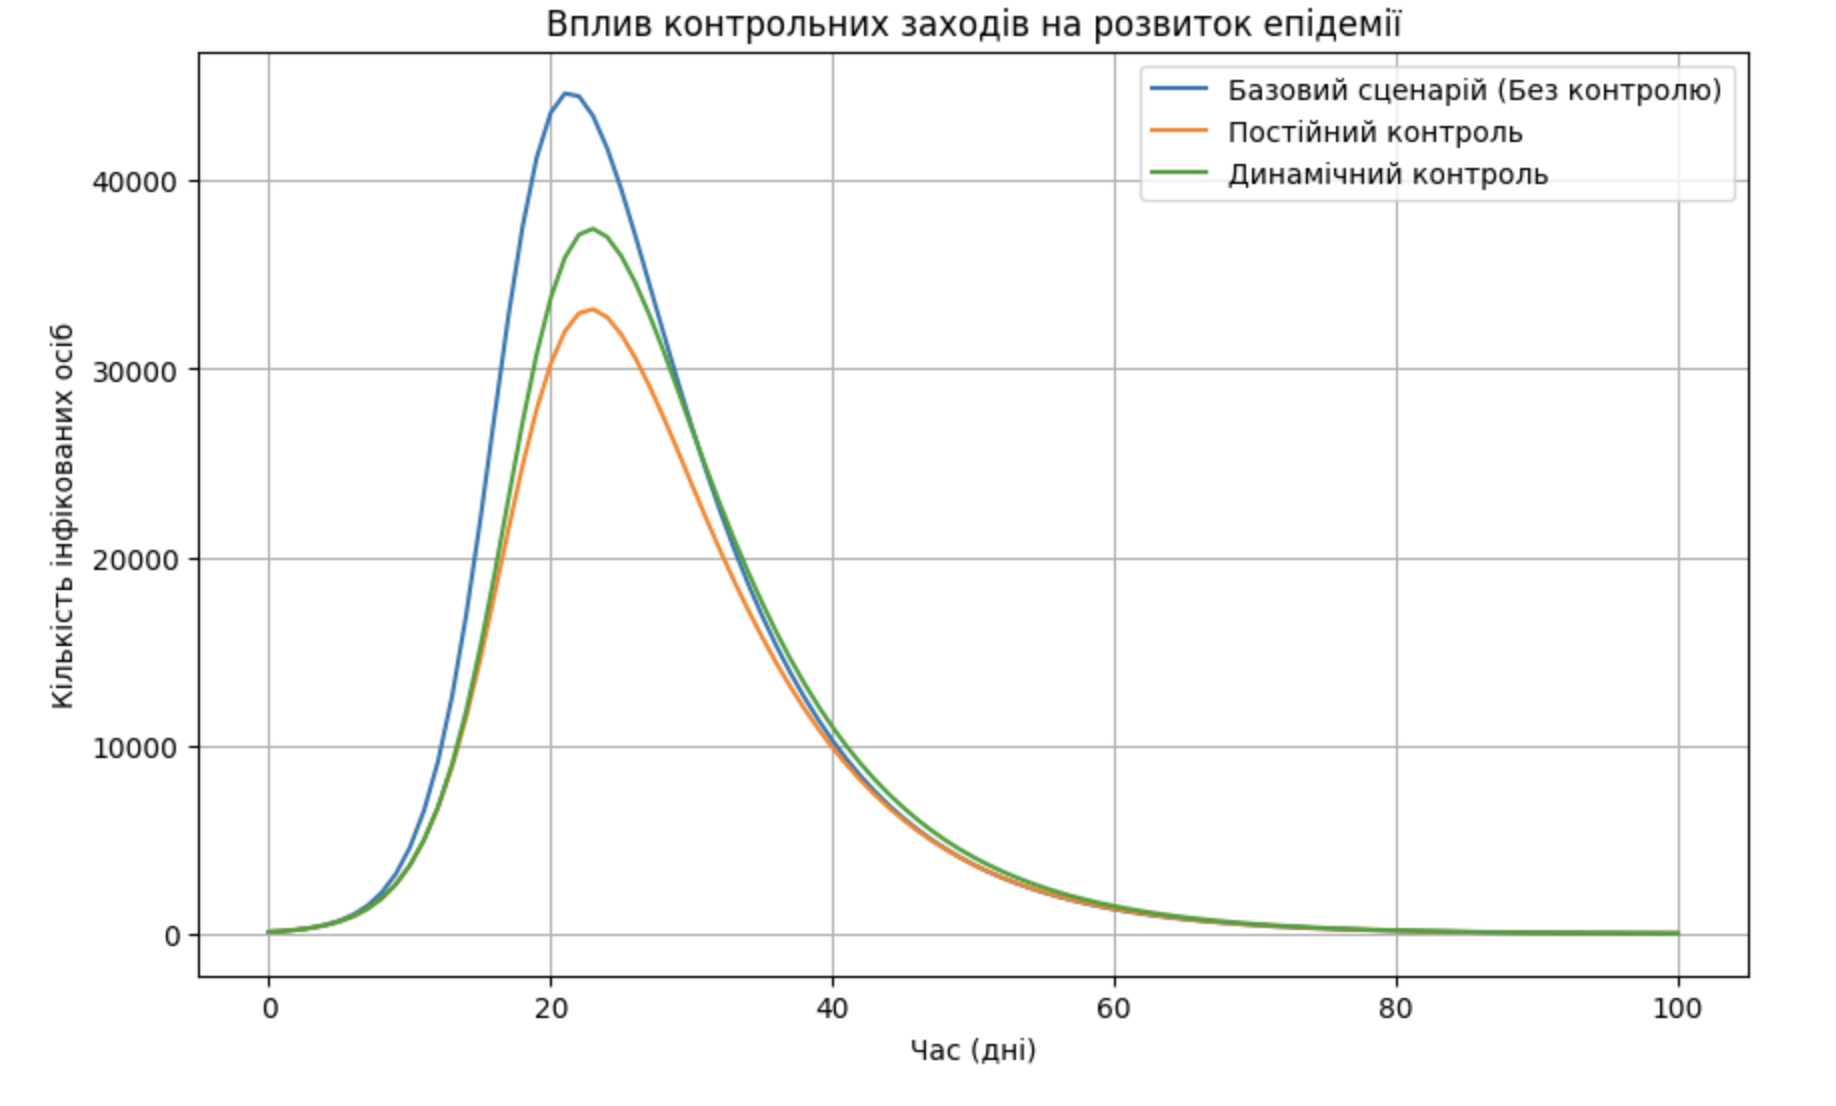 Вплив контрольних заходів на розвиток епідемії
Базовий сценарій (Без контролю)
Постійний контроль
Динамічний контроль
Кількість інфікованих осіб
40000
30000
20000
10000
0
0 20 40 60 80 100
Час (дні)